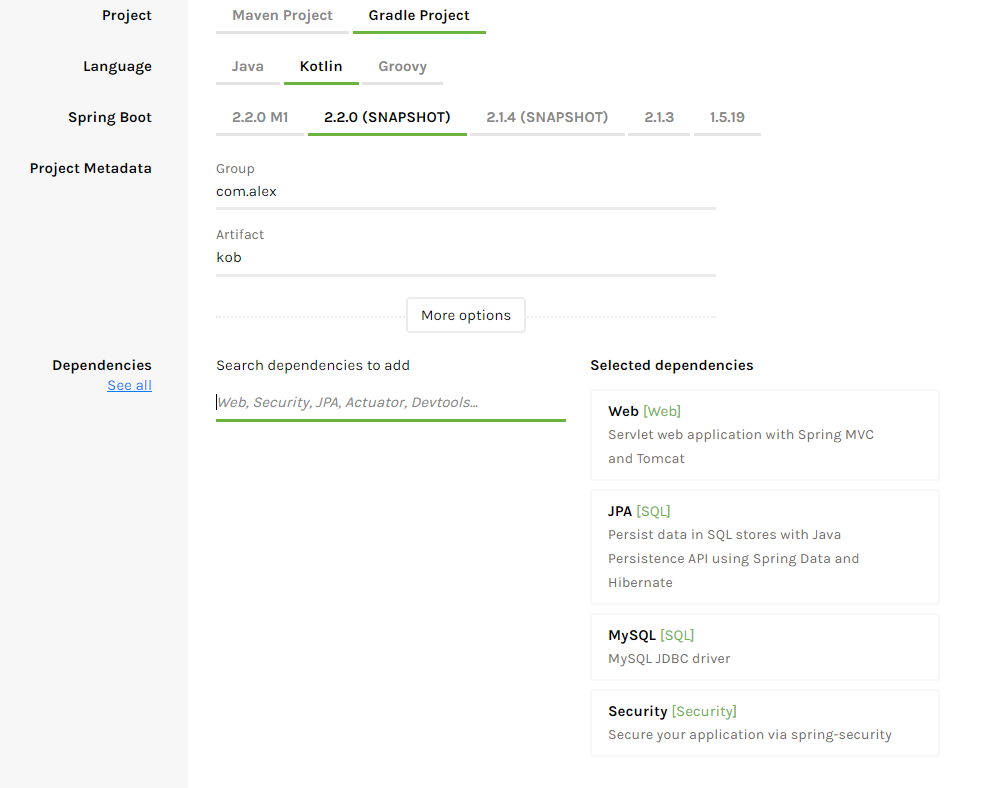 Project Maven Project Gradle Project
Language Java Kotlin Groovy
Spring Boot 2.2.0 M1 2.2.0 (SNAPSHOT) 2.1.4 (SNAPSHOT) 2.1.3 1.5.19
Project Metadata Group
com.alex
Artifact
kob
More options
Dependencies
See all
Search dependencies to add
Web, Security, JPA, Actuator, Devtools...
Selected dependencies
Web [Web]
Servlet web application with Spring MVC
and Tomcat
JPA [SQL]
Persist data in SQL stores with Java
Persistence API using Spring Data and
Hibernate
MySQL [SQL]
MySQL JDBC driver
Security [Security]
Secure your application via spring-security